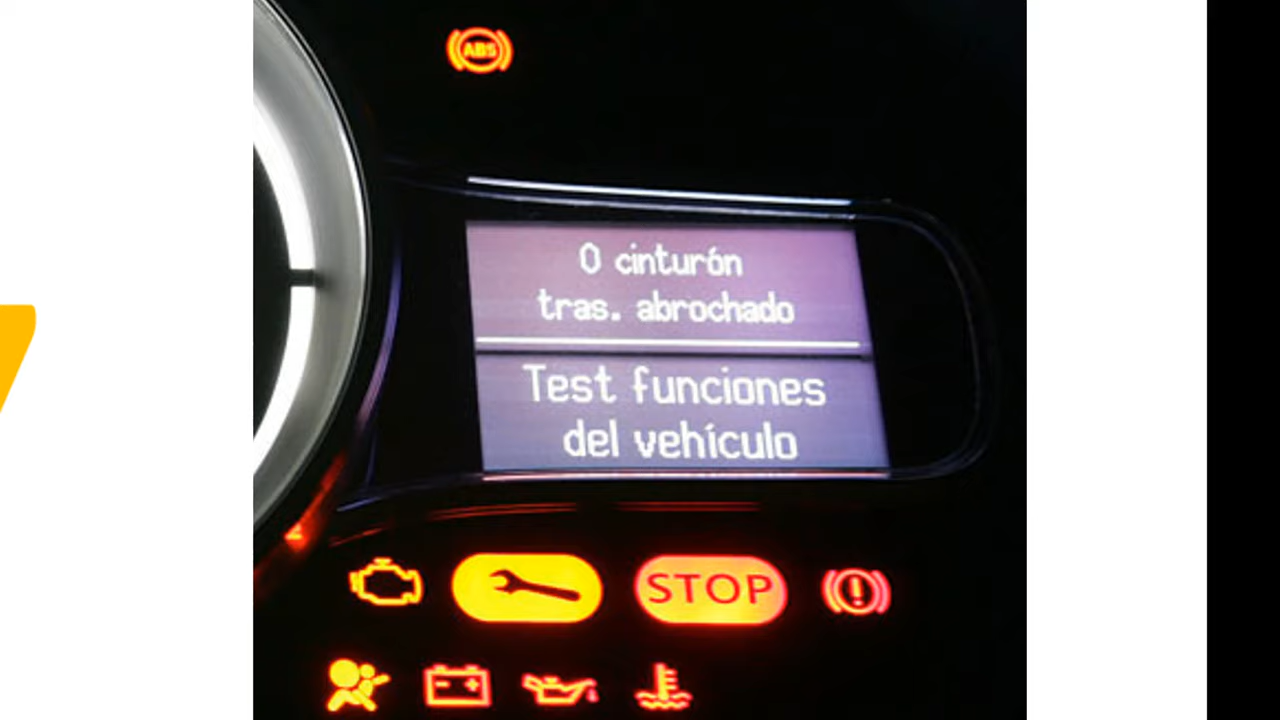 ABS
0 cinturón
tras. abrochado
Test funciones
del vehículo
STOP